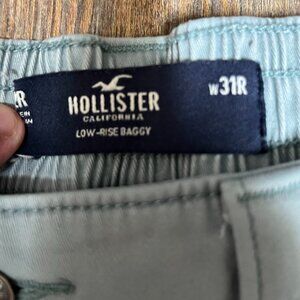 HOLLISTER
CALIFORNIA
LOW-RISE BAGGY
W31R